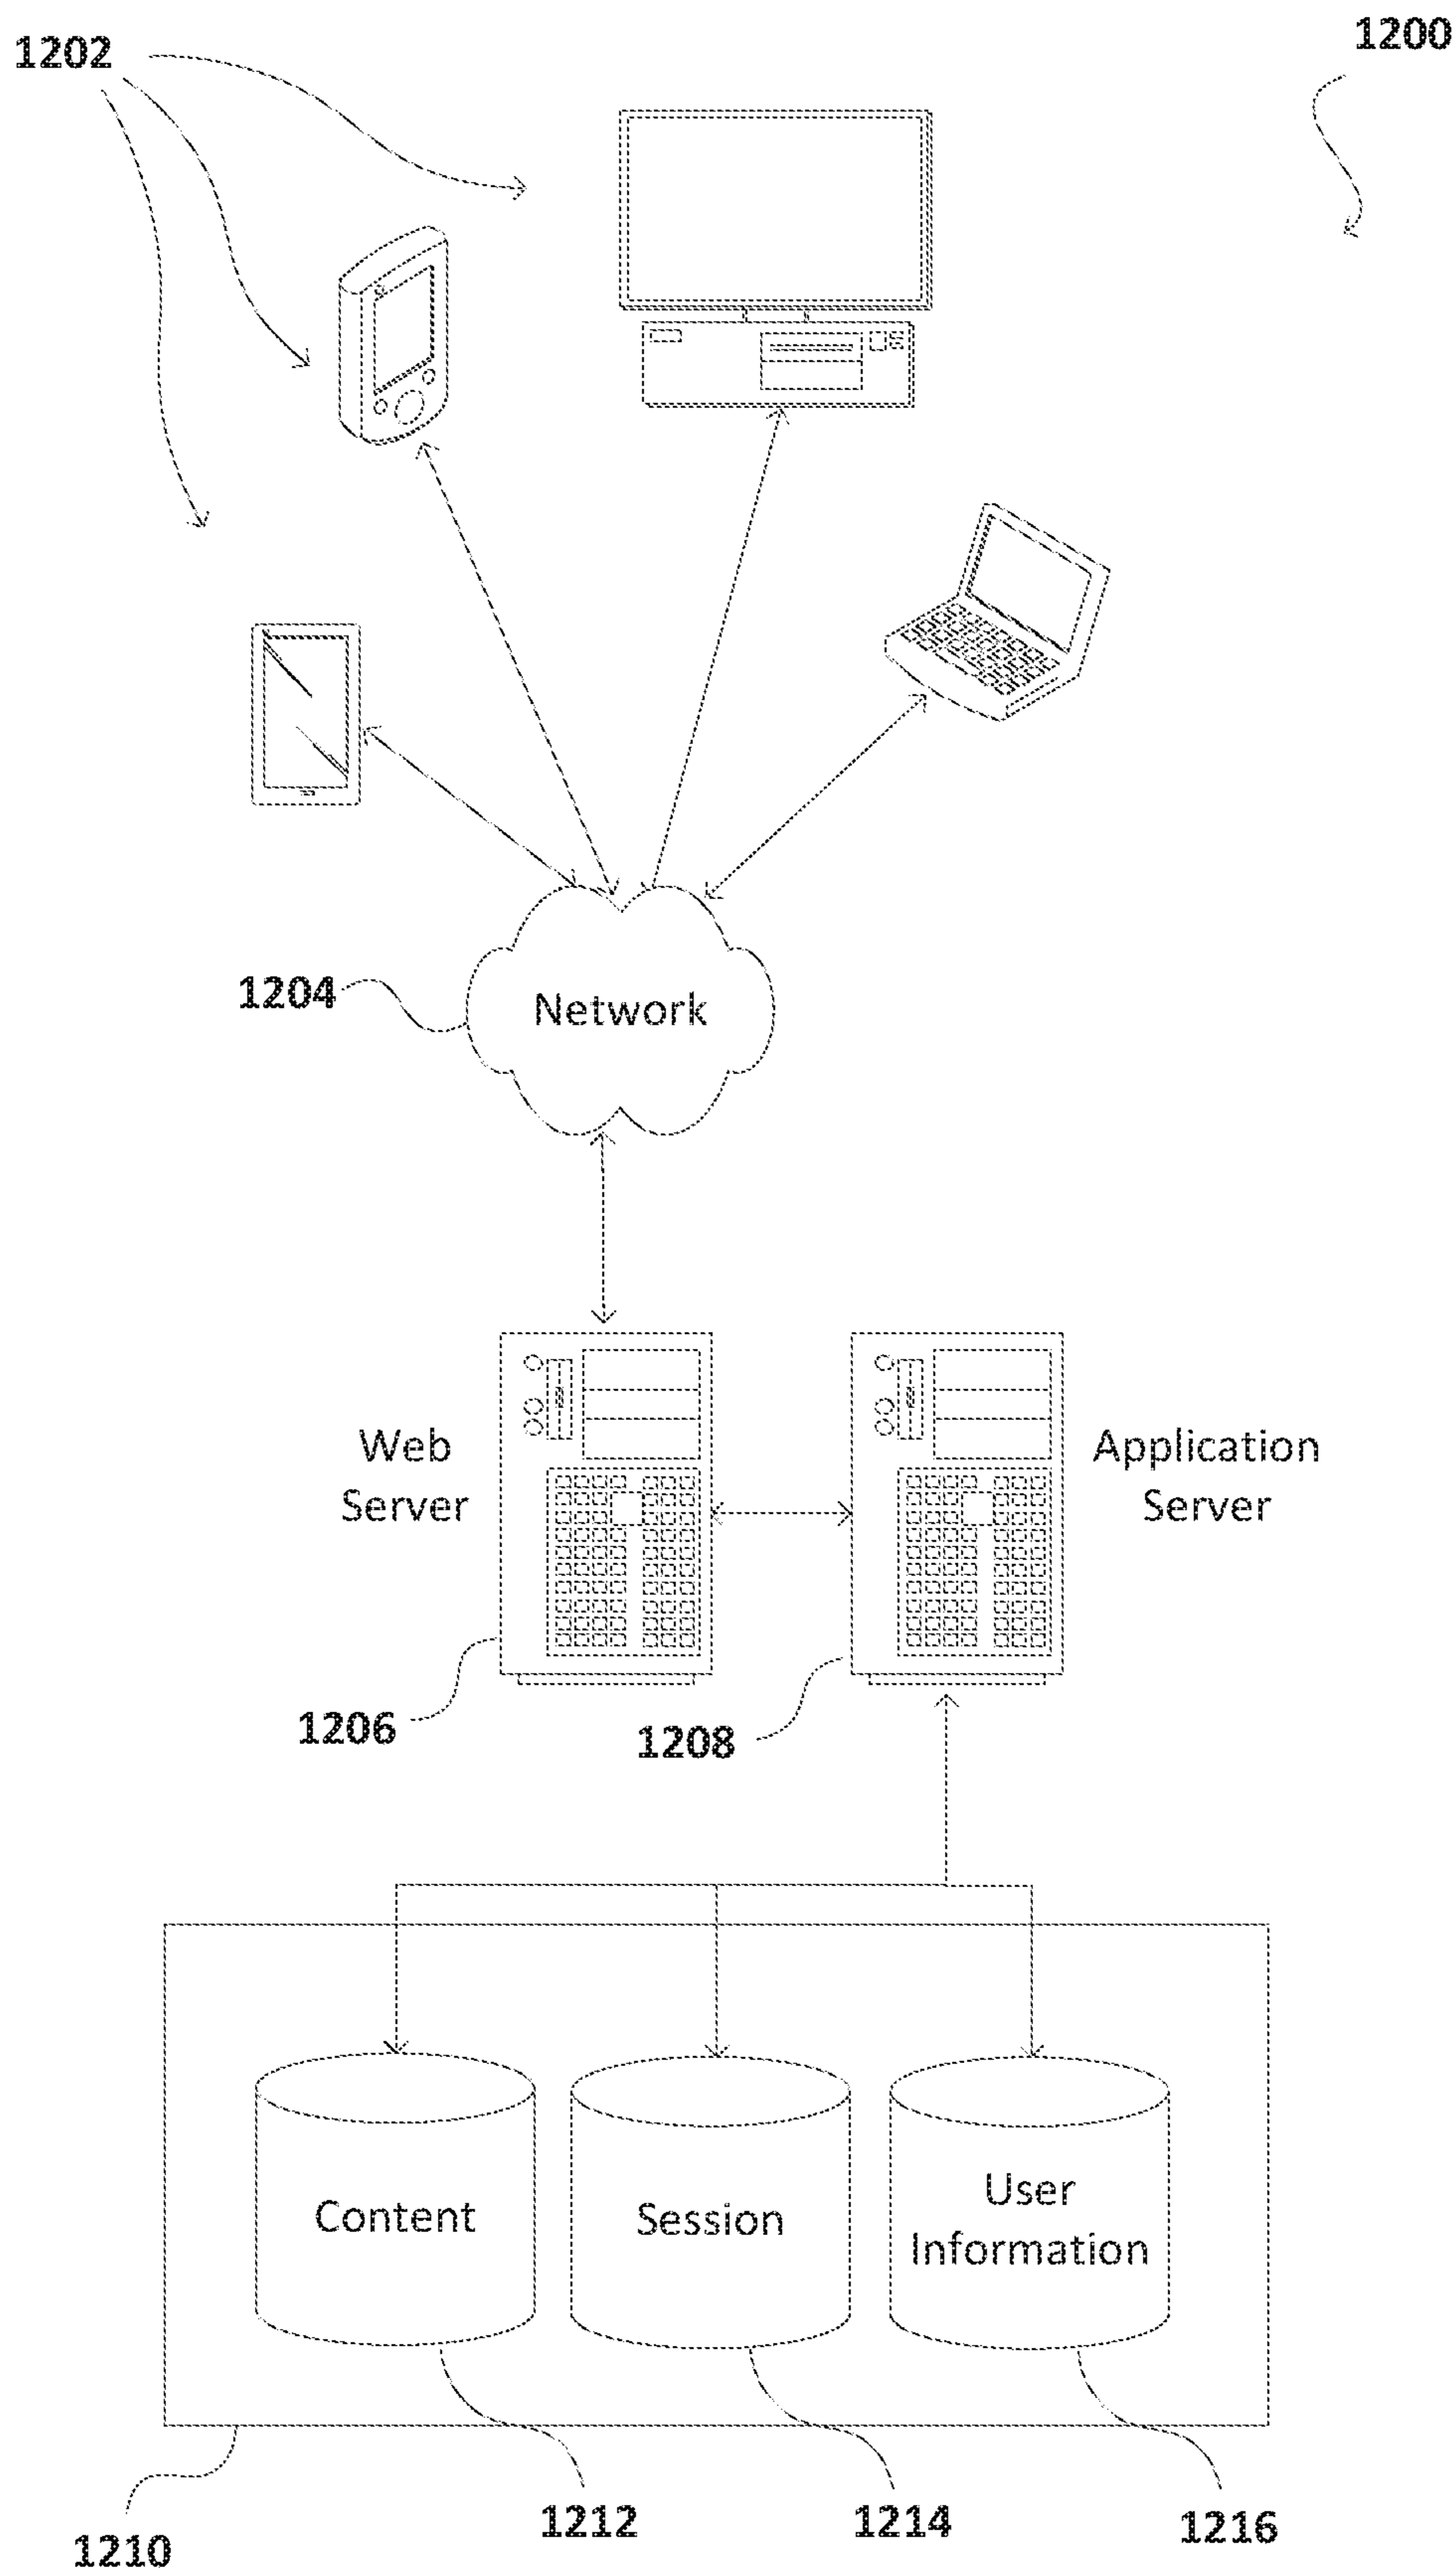 1202
1200
1204
Network
Web
Server
Application
Server
1206
1208
Content
Session
User
Information
1210
1212
1214
1216